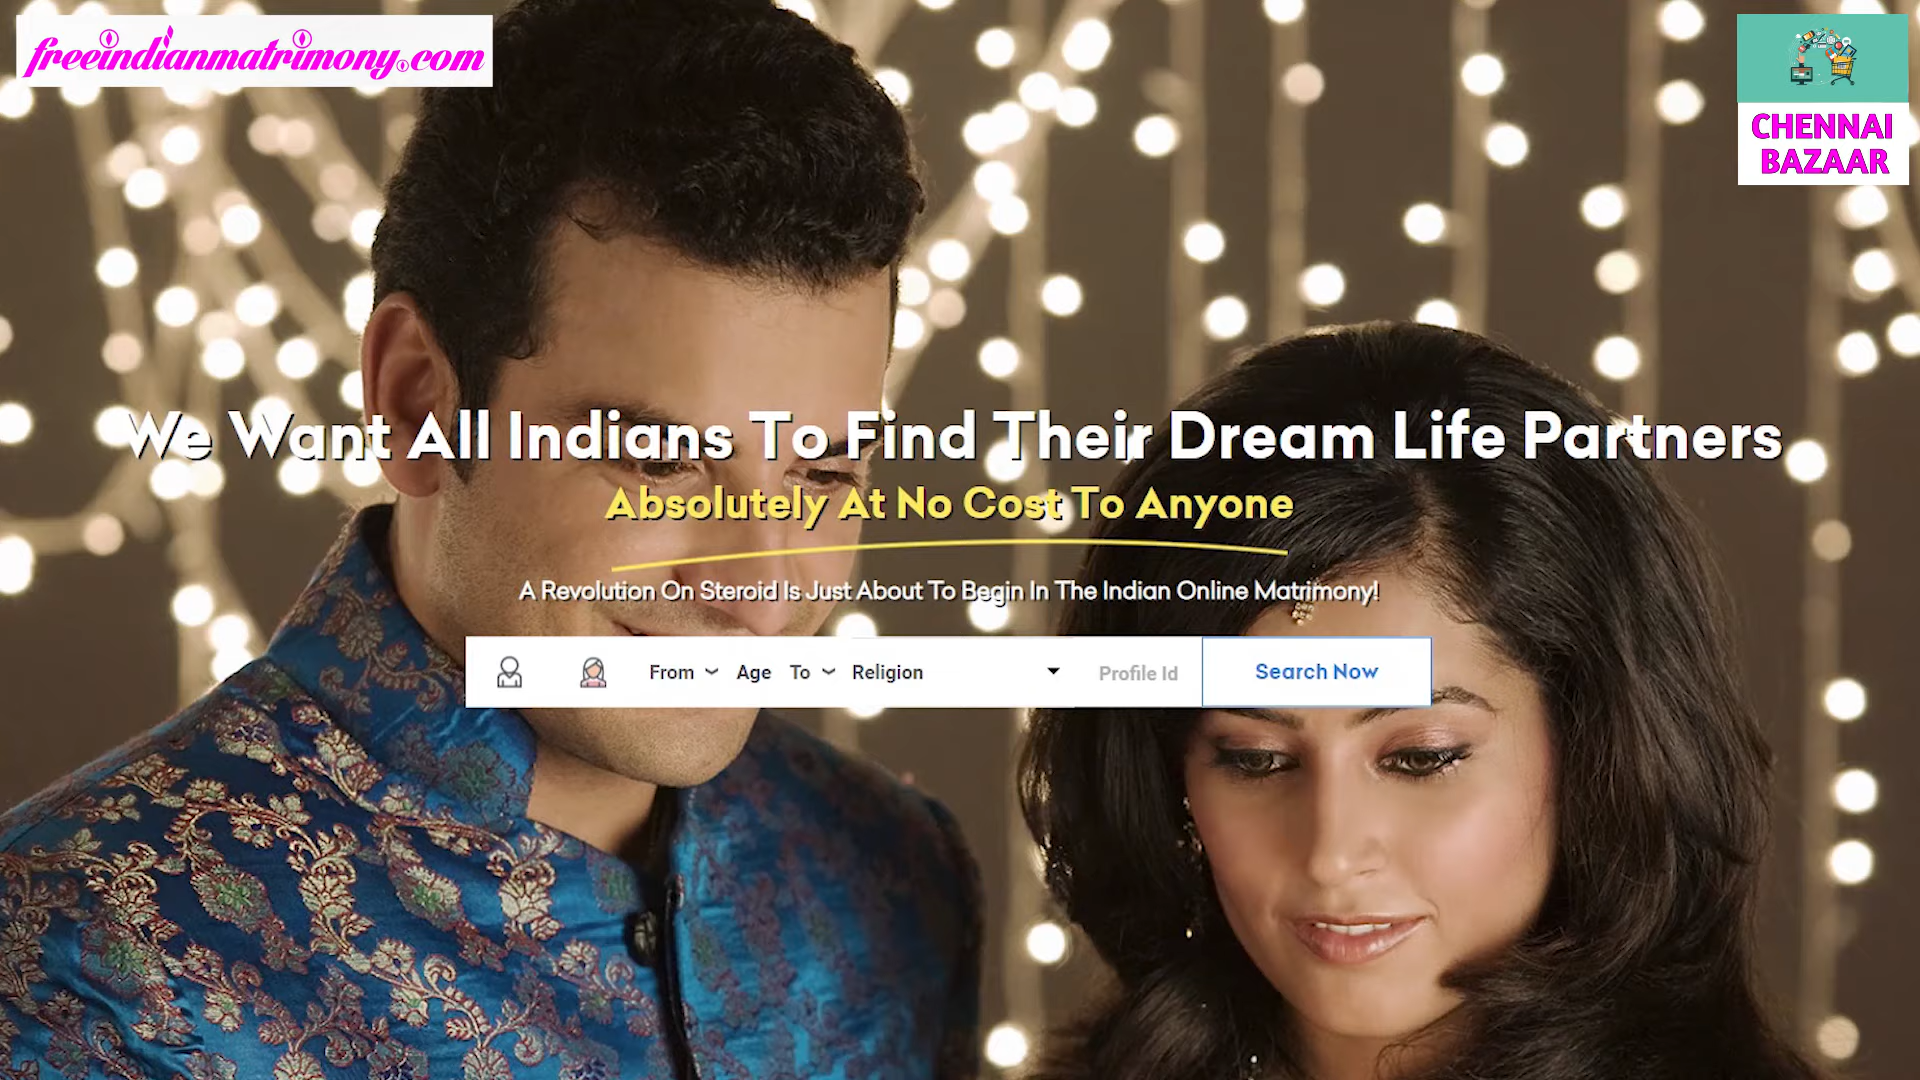 freeindianmatrimony.com
CHENNAI
BAZAAR
We Want All Indians To Find Their Dream Life Partners
Absolutely At No Cost To Anyone
A Revolution On Steroid Is Just About To Begin In The Indian Online Matrimony!
From Age To Religion Profile Id Search Now